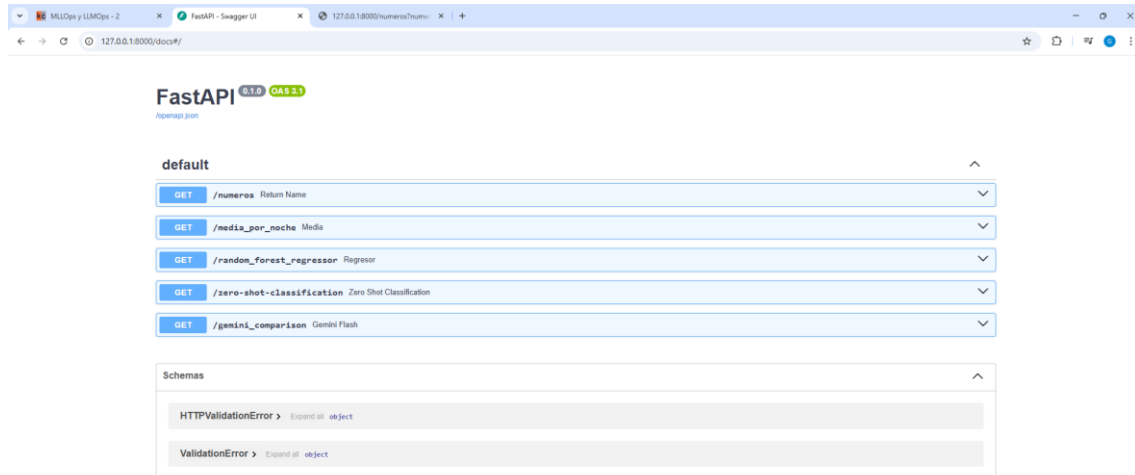 MLLOps y LLMOps - 2
FastAPI - Swagger UI
127.0.0.1:8000/numeros?nume
127.0.0.1:8000/docs#/
G
FastAPI 0.1.0 OAS 3.1
/openapi.json
default
GET /numeros Return Name
GET /media_por_noche Media
GET /random_forest_regressor Regresor
GET /zero-shot-classification Zero Shot Classification
GET /gemini_comparison Gemini Flash
Schemas
HTTPValidationError Expand all object
ValidationError Expand all object